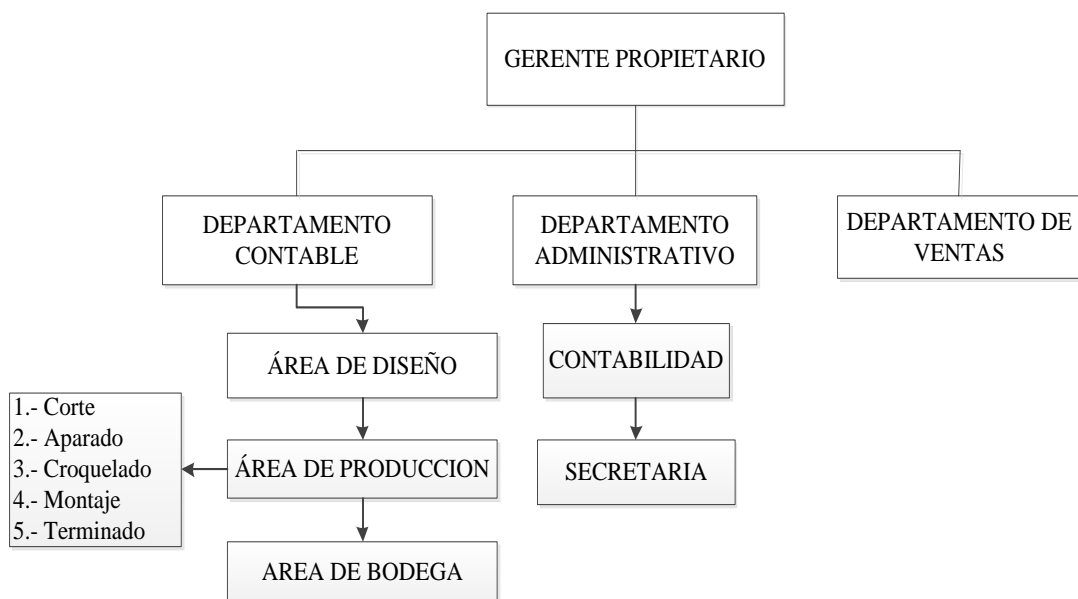 GERENTE PROPIETARIO
DEPARTAMENTO
CONTABLE
DEPARTAMENTO
ADMINISTRATIVO
DEPARTAMENTO DE
VENTAS
ÁREA DE DISEÑO
CONTABILIDAD
1.- Corte
2.- Aparado
3.- Croquelado
4.- Montaje
5.- Terminado
ÁREA DE PRODUCCION
SECRETARIA
AREA DE BODEGA